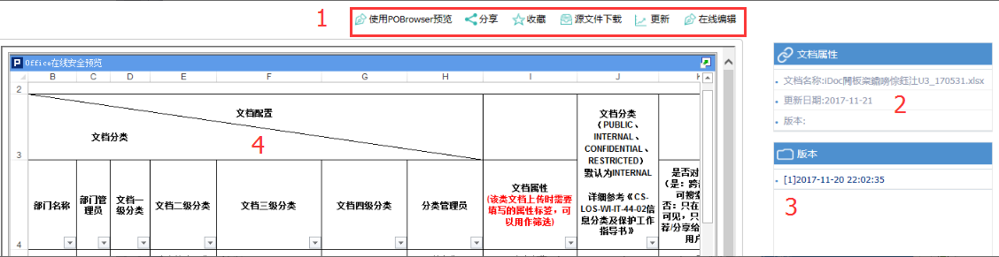 1
使用POBrowser预览 分享 收藏 源文件下载 更新 在线编辑
P Office在线安全预览
B C D E F G H I J K
2
文档配置
文档分类
4
文档分类
(PUBLIC、
INTERNAL、
CONFIDENTIAL、
RESTRICTED)
默认为INTERNAL
详细参考《CS-
LOS-WI-IT-44-02信
息分类及保护工作
指导书》
3
部门名称
部门管
理员
文档一
级分类
文档二级分类
文档三级分类
文档四级分类
分类管理员
文档属性
(该类文档上传时需要
填写的属性标签，可
以用作筛选)
是否对
(是：跨
可搜
否：只在
可见，只
荐/分享给
用户
4
文档属性
文档名称:iDoc
U3_170531.xlsx
更新日期:2017-11-21
2
版本:
版本
[1]2017-11-20 22:02:35
3